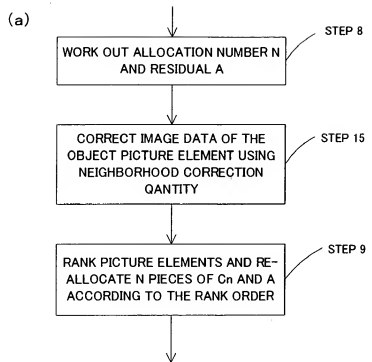 (a)
STEP 8
WORK OUT ALLOCATION NUMBER N
AND RESIDUAL A
STEP 15
CORRECT IMAGE DATA OF THE
OBJECT PICTURE ELEMENT USING
NEIGHBORHOOD CORRECTION
QANTITY
STEP 9
RANK PICTURE ELEMENTS AND RE-
ALLOCATE N PIECES OF Cn AND A
ACCORDING TO THE RANK ORDER